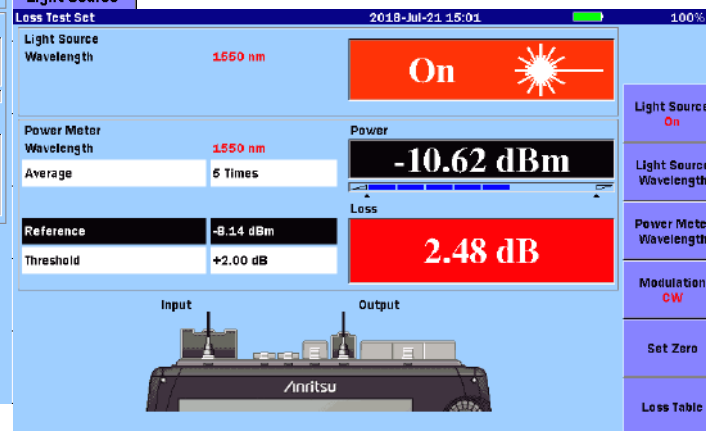 Light Source
Loss Test Set 2018-Jul-21 15:01 100%
Light Source
Wavelength 1550 nm
On
Light Source
On
Power Meter
Wavelength 1550 nm
Power
-10.62 dBm
Average 5 Times
Light Source
Wavelength
Loss
Reference -8.14 dBm
2.48 dB
Threshold +2.00 dB
Power Mete
Wavelength
Modulation
CW
Input Output
Set Zero
Anritsu
Loss Table